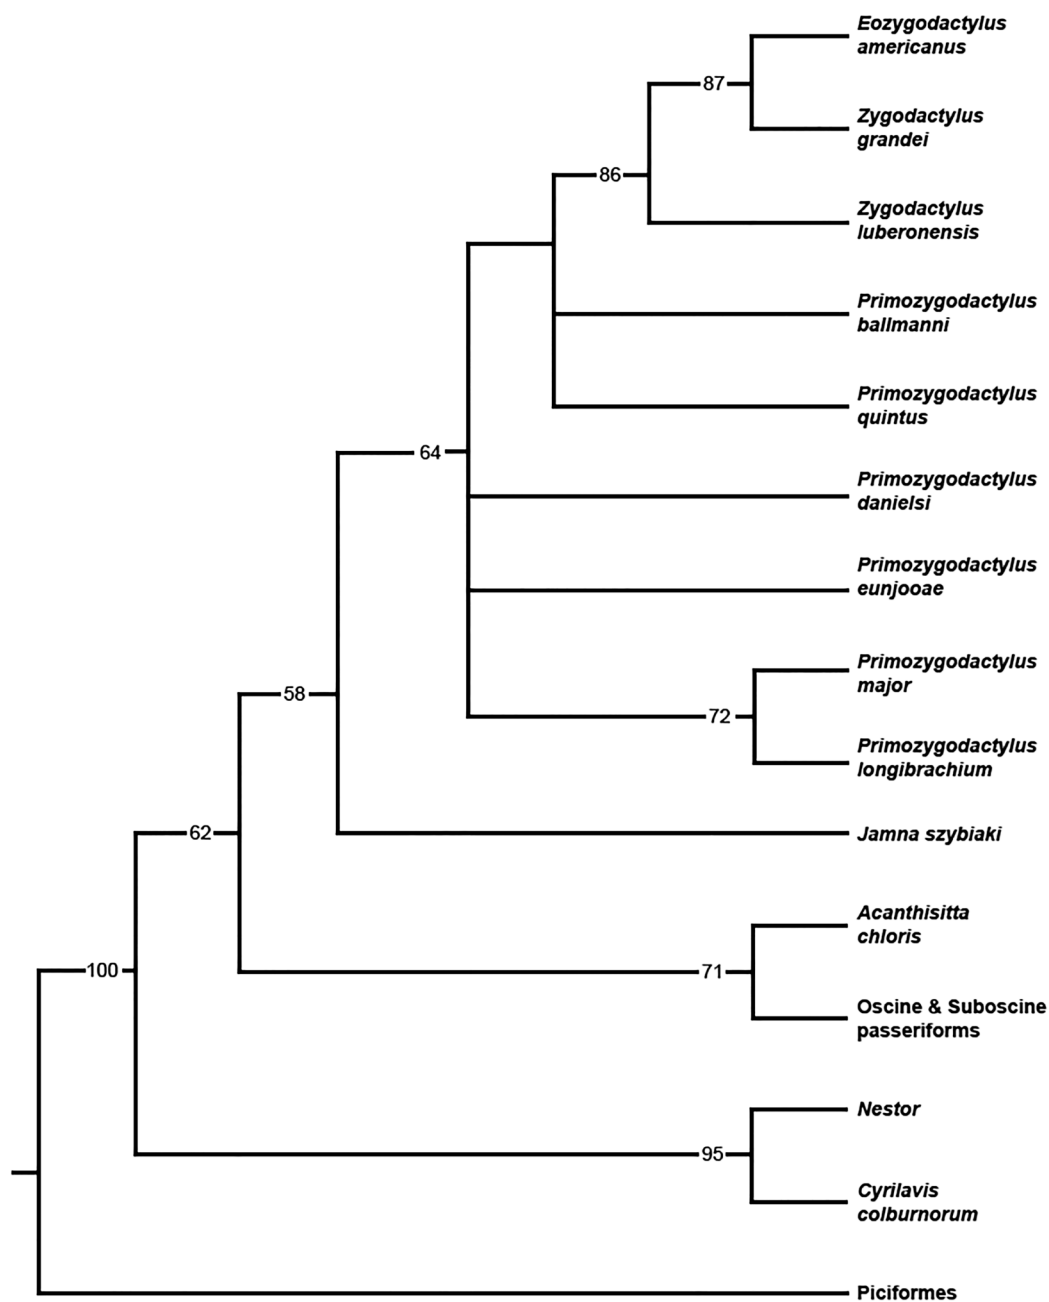 Eozygodactylus
americanus
87
Zygodactylus
grandei
86
Zygodactylus
luberonensis
Primozygodactylus
ballmanni
Primozygodactylus
quintus
64
Primozygodactylus
danielsi
Primozygodactylus
eunjooae
Primozygodactylus
major
72
Primozygodactylus
longibrachium
58
62
Jamna szybiaki
Acanthisitta
chloris
100
71
Oscine & Suboscine
passeriforms
Nestor
95
Cyrilavis
colburnorum
Piciformes